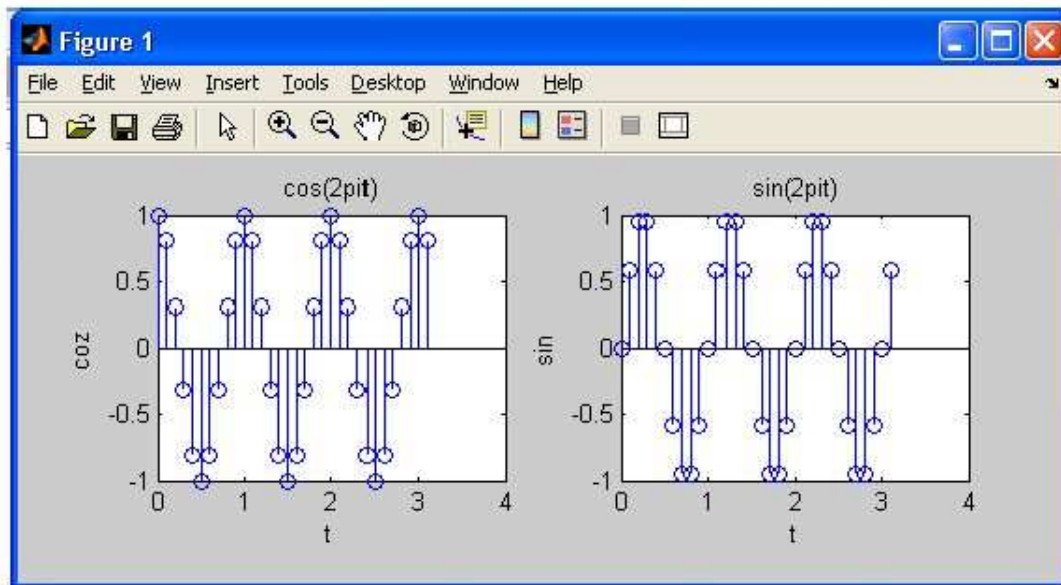 Figure 1
File Edit View Insert Tools Desktop Window Help
cos(2pit)
1
0.5
0
-0.5
-1
coz
0 1 2 3 4
t
sin(2pit)
1
0.5
0
-0.5
-1
sin
0 1 2 3 4
t